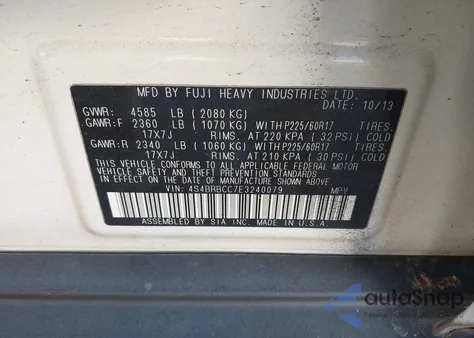 MFD BY FUJI HEAVY INDUSTRIES LTD.
DATE: 10/13
GVWR: 4585 LB (2080 KG)
GAWR:F 2360 LB (1070 KG) WITH P225/60R17 TIRES.
17X7J RIMS. AT 220 KPA (32 PSI) COLD
GAWR:R 2340 LB (1060 KG) WITH P225/60R17 TIRES.
17X7J RIMS. AT 210 KPA (30 PSI) COLD
THIS VEHICLE CONFORMS TO ALL APPLICABLE FEDERAL MOTOR
VEHICLE SAFETY STANDARDS IN EFFECT ON THE DATE OF
MANUFACTURE SHOWN ABOVE.
VIN: 4S4BRBCC7E3240079 MPV
ASSEMBLED BY SIA INC. MADE IN U.S.A.
autoSnap